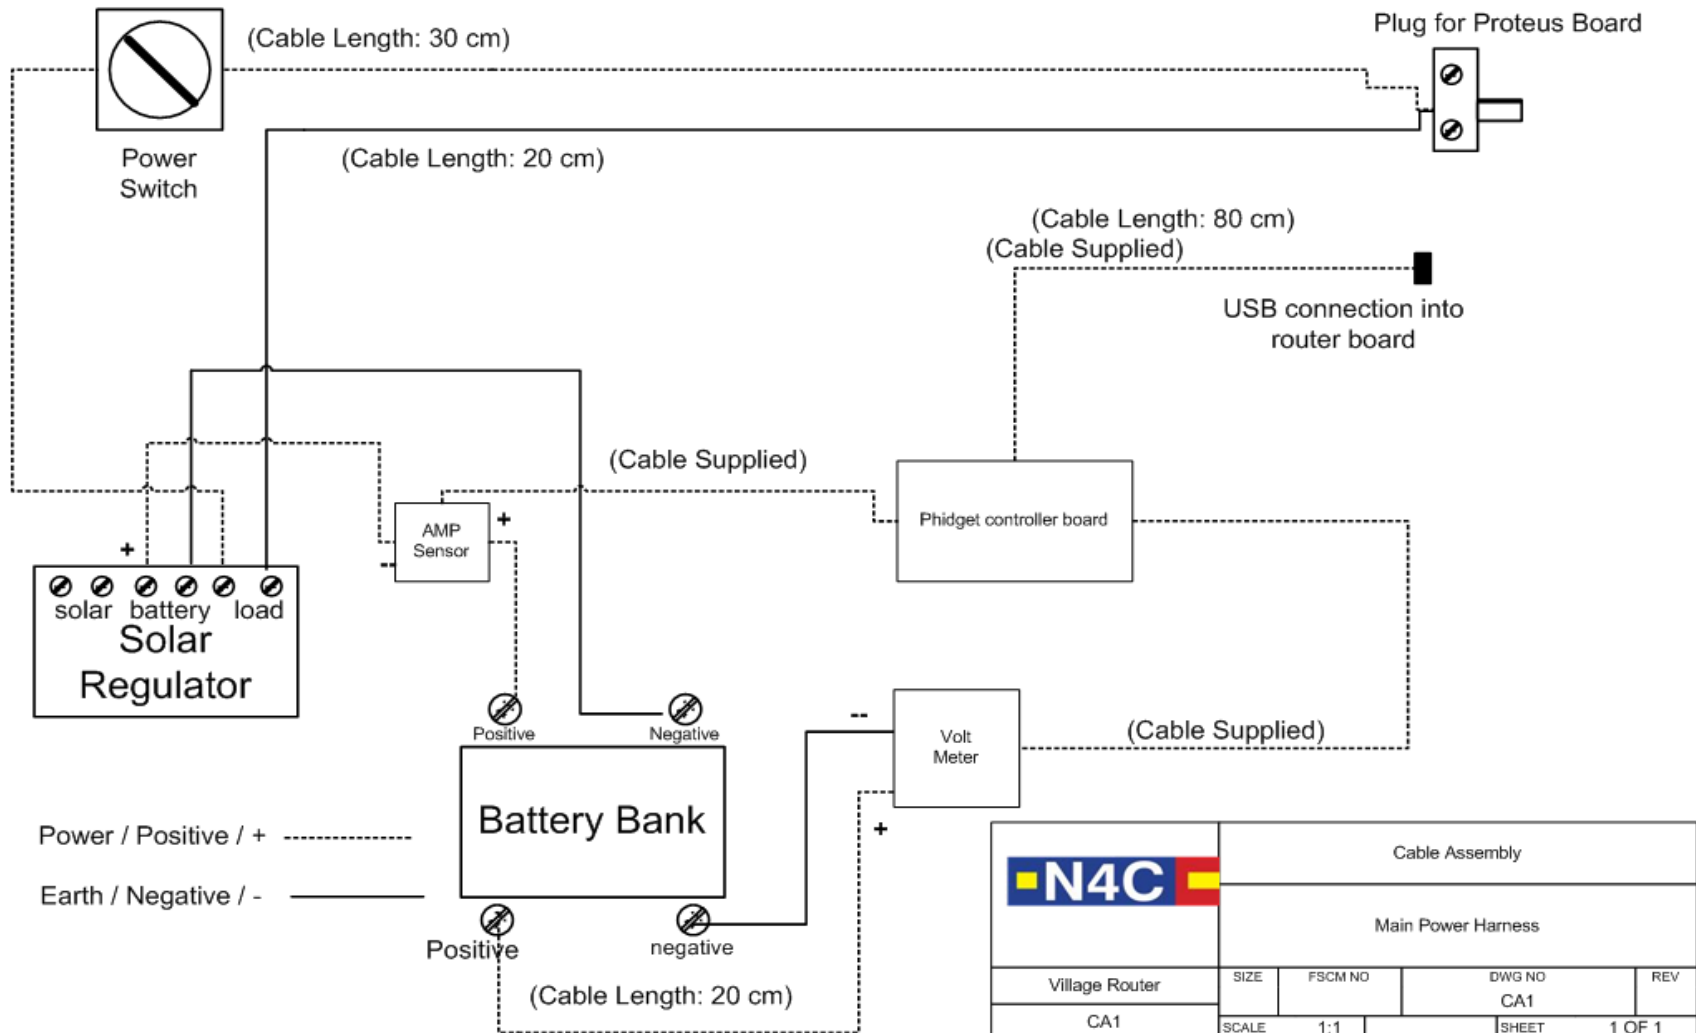 Plug for Proteus Board
(Cable Length: 30 cm)
Power
Switch
(Cable Length: 20 cm)
(Cable Length: 80 cm)
(Cable Supplied)
USB connection into
router board
(Cable Supplied)
AMP
Sensor
+
--
Phidget controller board
+
solar battery load
Solar
Regulator
Positive
Negative
--
Volt
Meter
+
(Cable Supplied)
Battery Bank
Power / Positive / +
Earth / Negative / -
Positive
negative
(Cable Length: 20 cm)
N4C
Cable Assembly
Main Power Harness
Village Router
CA1
SIZE
FSCM NO
DWG NO
CA1
REV
SCALE
1:1
SHEET
1 OF 1